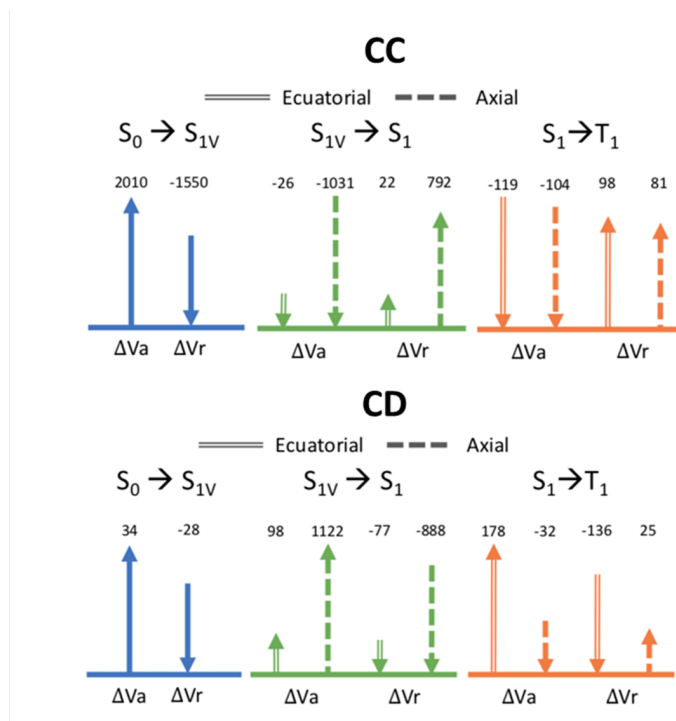 CC
Ecuatorial Axial
S₀ → S₁ᵥ S₁ᵥ → S₁ S₁→T₁
2010 -1550 -26 -1031 22 792 -119 -104 98 81
ΔVa ΔVr ΔVa ΔVr ΔVa ΔVr
CD
Ecuatorial Axial
S₀ → S₁ᵥ S₁ᵥ → S₁ S₁→T₁
34 -28 98 1122 -77 -888 178 -32 -136 25
ΔVa ΔVr ΔVa ΔVr ΔVa ΔVr